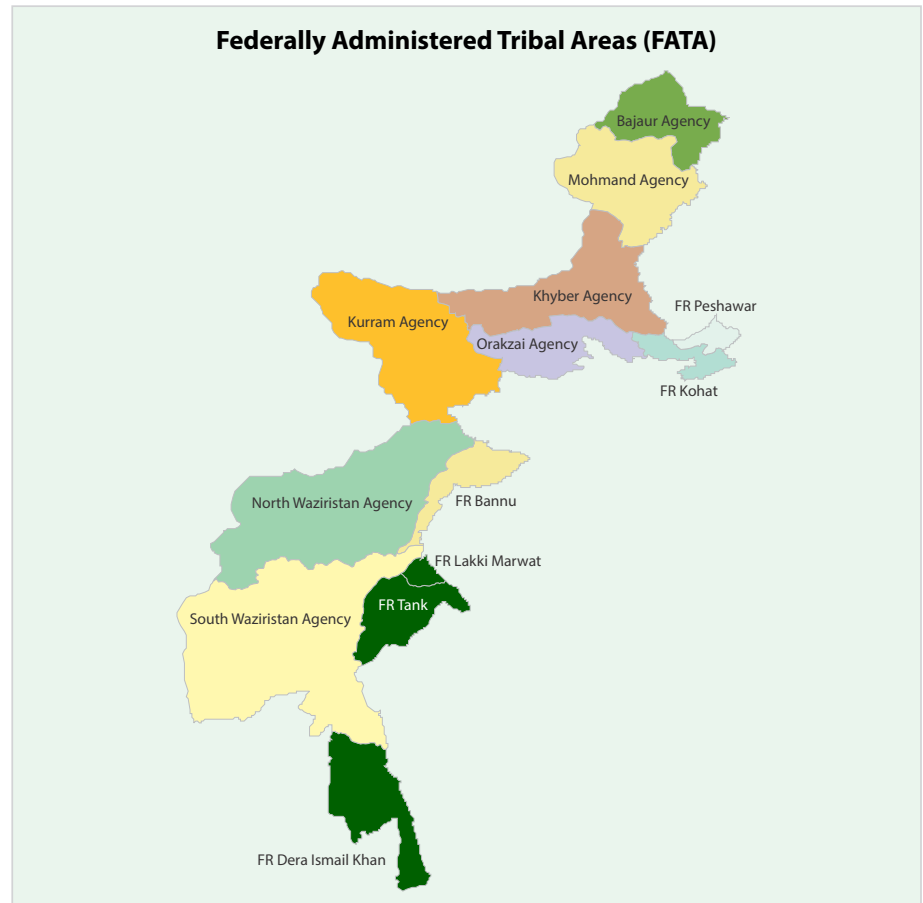 Federally Administered Tribal Areas (FATA)
Bajaur Agency
Mohmand Agency
Khyber Agency
FR Peshawar
Kurram Agency
Orakzai Agency
FR Kohat
North Waziristan Agency
FR Bannu
FR Lakki Marwat
FR Tank
South Waziristan Agency
FR Dera Ismail Khan